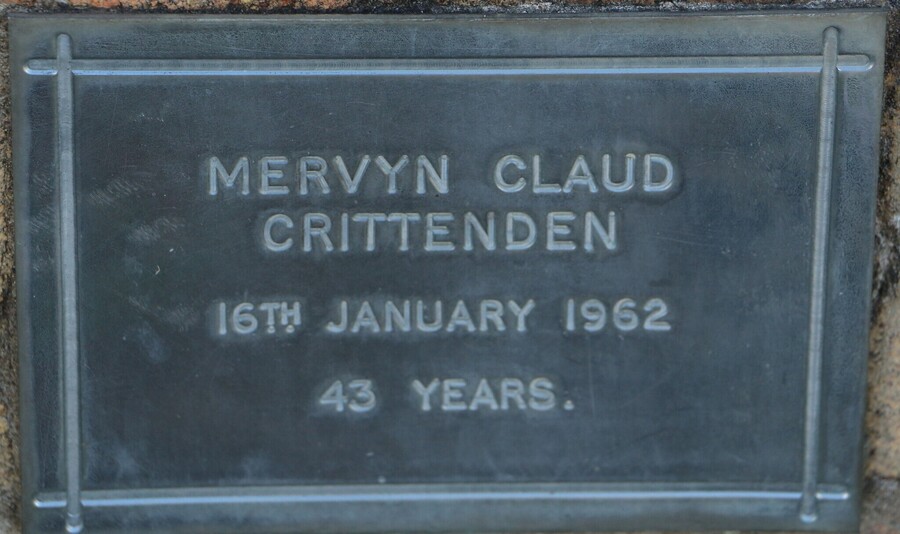 MERVYN CLAUD
CRITTENDEN
16TH JANUARY 1962
43 YEARS.